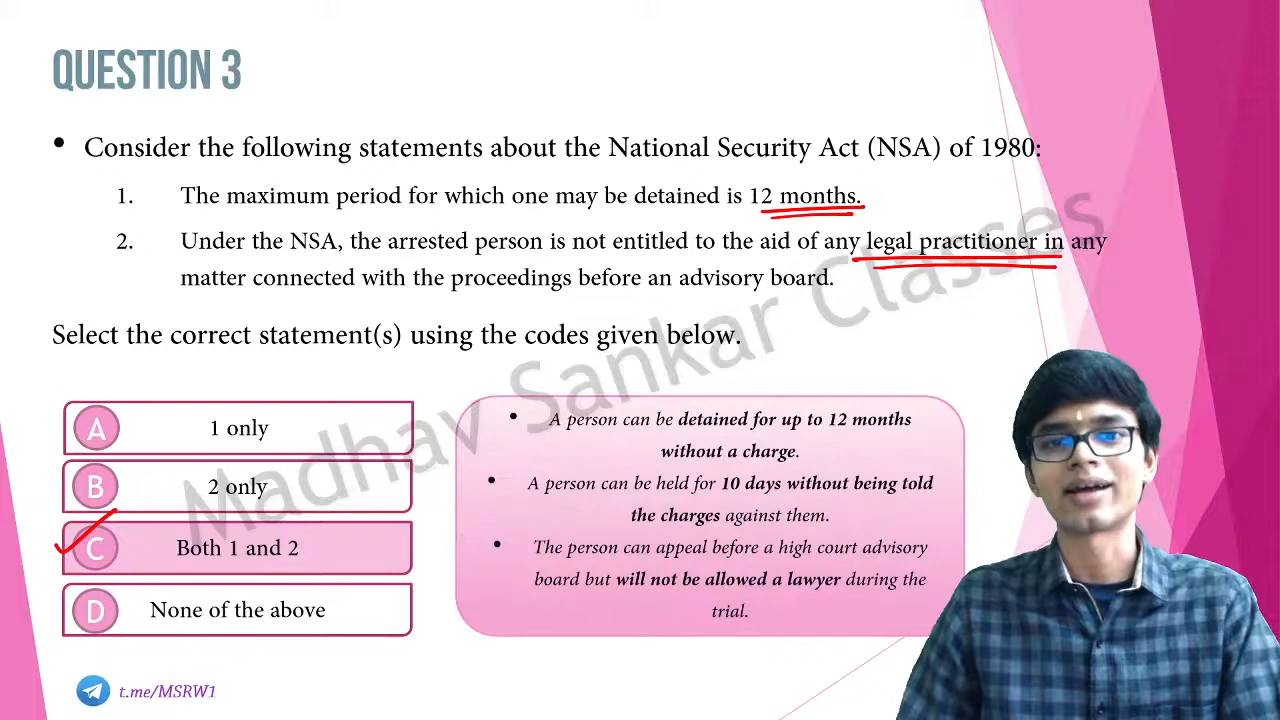 QUESTION 3
• Consider the following statements about the National Security Act (NSA) of 1980:
1. The maximum period for which one may be detained is 12 months.
2. Under the NSA, the arrested person is not entitled to the aid of any legal practitioner in any
matter connected with the proceedings before an advisory board.
Select the correct statement(s) using the codes given below.
A 1 only
B 2 only
C Both 1 and 2
D None of the above
• A person can be detained for up to 12 months
without a charge.
• A person can be held for 10 days without being told
the charges against them.
• The person can appeal before a high court advisory
board but will not be allowed a lawyer during the
trial.
Madhav Sankar Classes
t.me/MSRW1